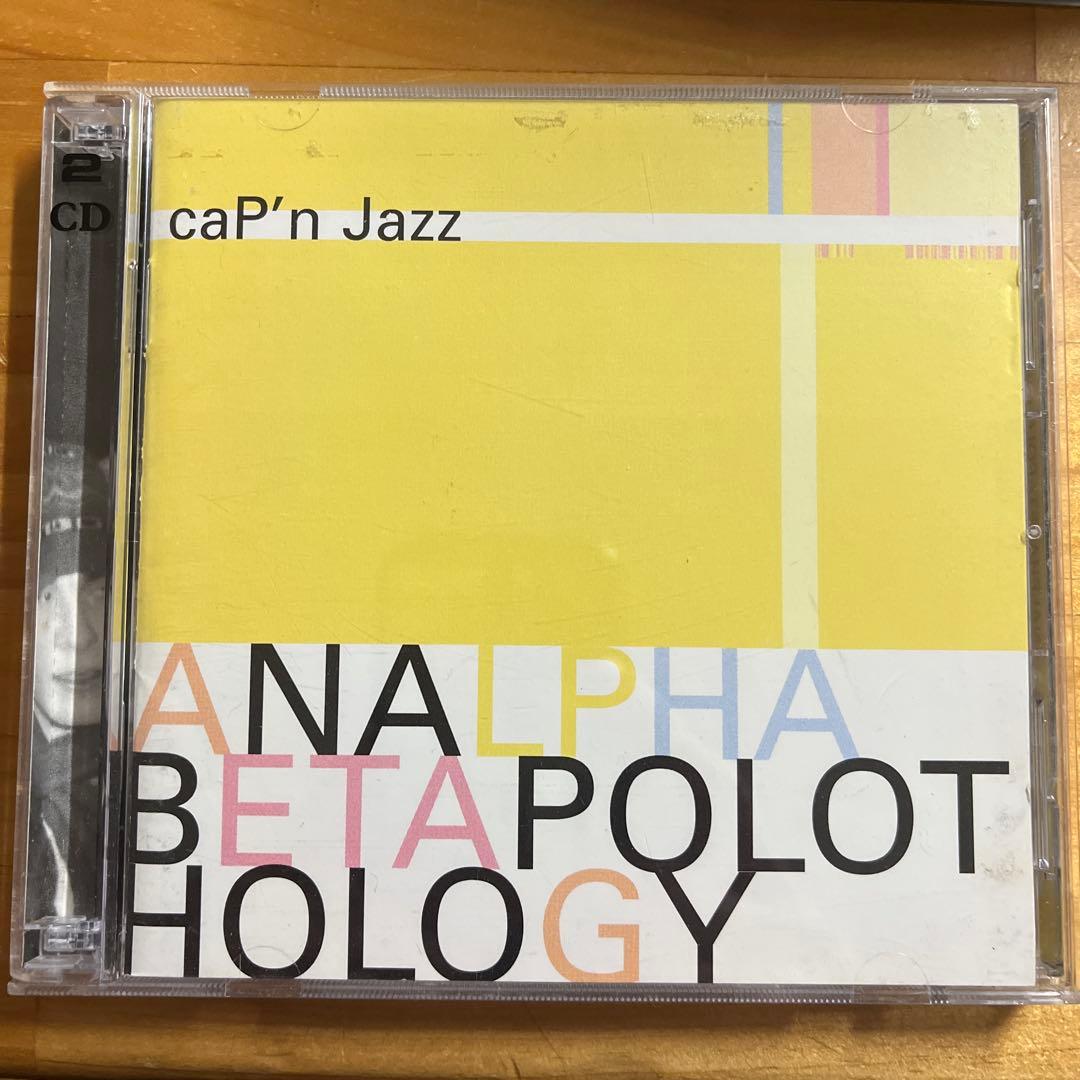 2
CD
caP'n Jazz
ANALPHA
BETAPOLOT
HOLOGY